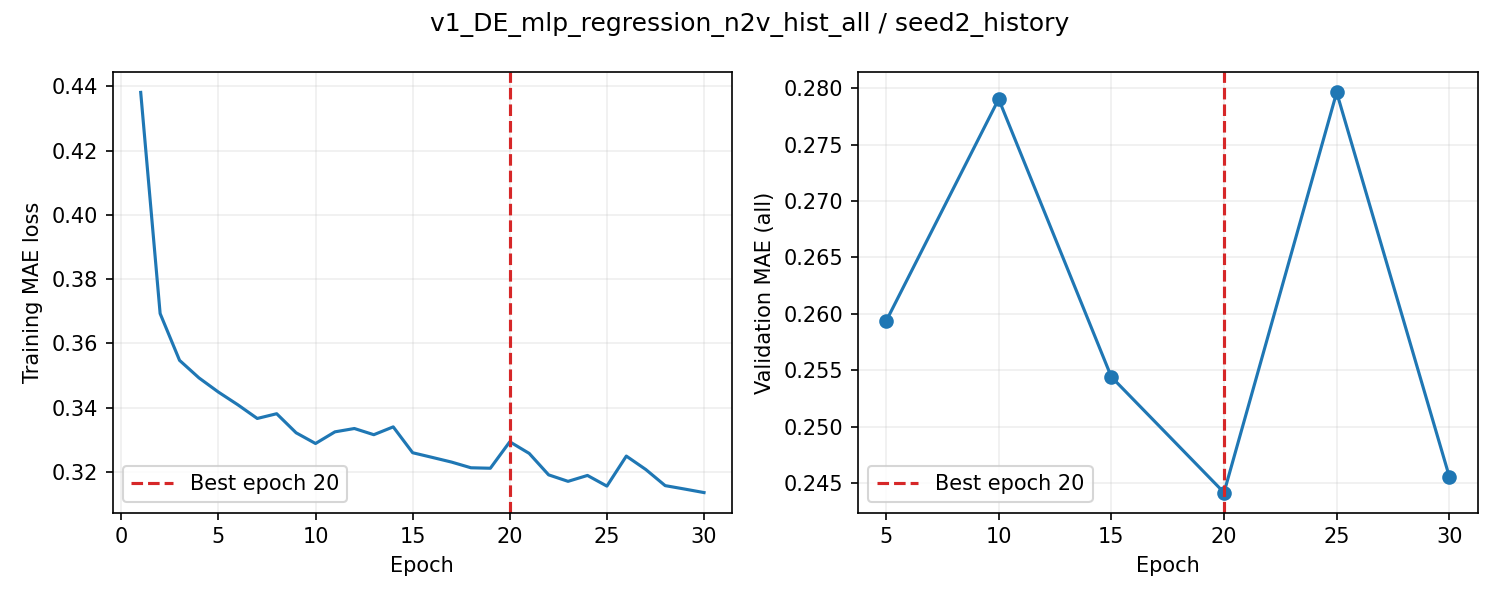 v1_DE_mlp_regression_n2v_hist_all / seed2_history
Training MAE loss
0.44
0.42
0.40
0.38
0.36
0.34
0.32
Best epoch 20
0 5 10 15 20 25 30
Epoch
Validation MAE (all)
0.280
0.275
0.270
0.265
0.260
0.255
0.250
0.245
Best epoch 20
5 10 15 20 25 30
Epoch